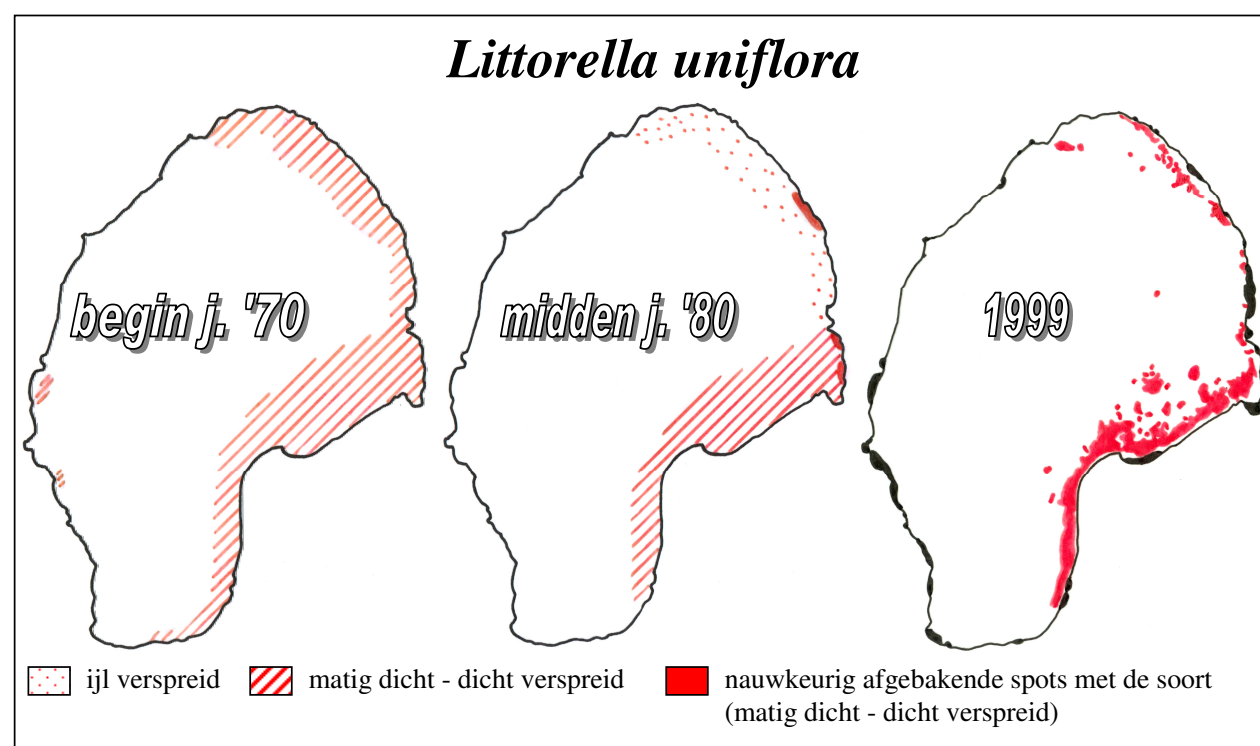 Littorella uniflora
begin j. '70
midden j. '80
1999
ijl verspreid
matig dicht - dicht verspreid
nauwkeurig afgebakende spots met de soort
(matig dicht - dicht verspreid)